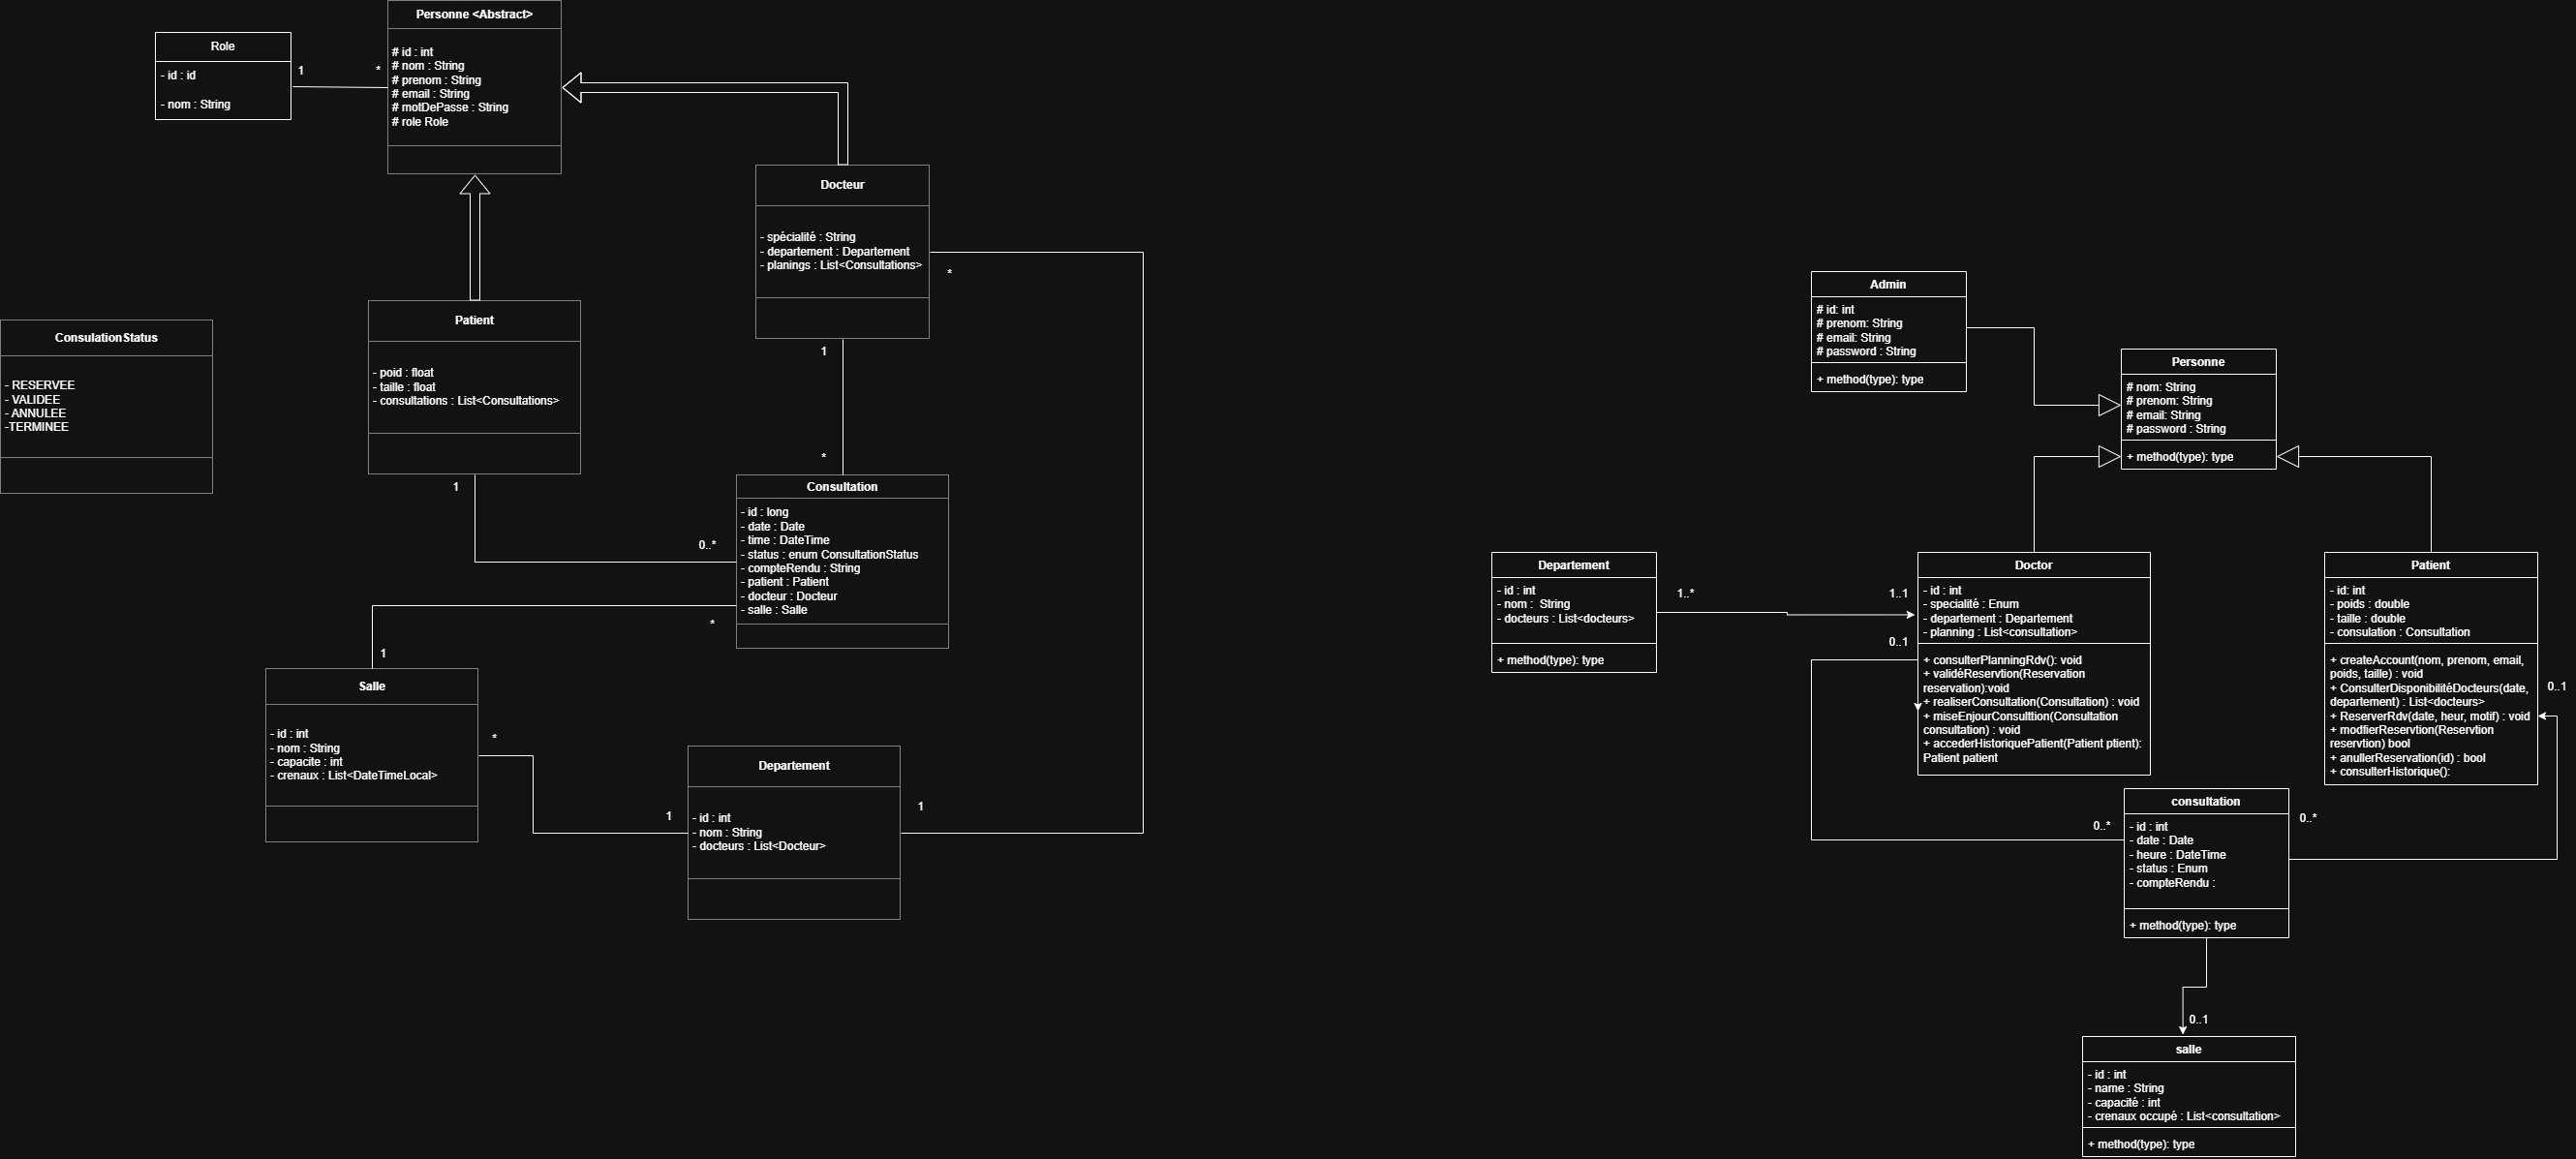 Personne <Abstract>
# id : int
# nom : String
# prenom : String
# email : String
# motDePasse : String
# role Role
Role
- id : id
- nom : String
1
*
Docteur
- spécialité : String
- departement : Departement
- planings : List<Consultations>
*
1
*
Patient
- poid : float
- taille : float
- consultations : List<Consultations>
1
0..*
ConsulationStatus
- RESERVEE
- VALIDEE
- ANNULEE
-TERMINEE
Consultation
- id : long
- date : Date
- time : DateTime
- status : enum ConsultationStatus
- compteRendu : String
- patient : Patient
- docteur : Docteur
- salle : Salle
*
1
Salle
- id : int
- nom : String
- capacite : int
- crenaux : List<DateTimeLocal>
*
1
Departement
- id : int
- nom : String
- docteurs : List<Docteur>
1
Admin
# id: int
# prenom: String
# email: String
# password : String
+ method(type): type
Personne
# nom: String
# prenom: String
# email: String
# password : String
+ method(type): type
Departement
- id : int
- nom :  String
- docteurs : List<docteurs>
+ method(type): type
1..*
1..1
0..1
Doctor
- id : int
- specialité : Enum
- departement : Departement
- planning : List<consultation>
+ consulterPlanningRdv(): void
+ validéReservtion(Reservation
reservation):void
+ realiserConsultation(Consultation) : void
+ miseEnjourConsulttion(Consultation
consultation) : void
+ accederHistoriquePatient(Patient ptient):
Patient patient
Patient
- id: int
- poids : double
- taille : double
- consulation : Consultation
+ createAccount(nom, prenom, email,
poids, taille) : void
+ ConsulterDisponibilitéDocteurs(date,
departement) : List<docteurs>
+ ReserverRdv(date, heur, motif) : void
+ modfierReservtion(Reservtion
reservtion) bool
+ anullerReservation(id) : bool
+ consulterHistorique():
0..1
consultation
- id : int
- date : Date
- heure : DateTime
- status : Enum
- compteRendu :
+ method(type): type
0..*
0..*
0..1
salle
- id : int
- name : String
- capacité : int
- crenaux occupé : List<consultation>
+ method(type): type